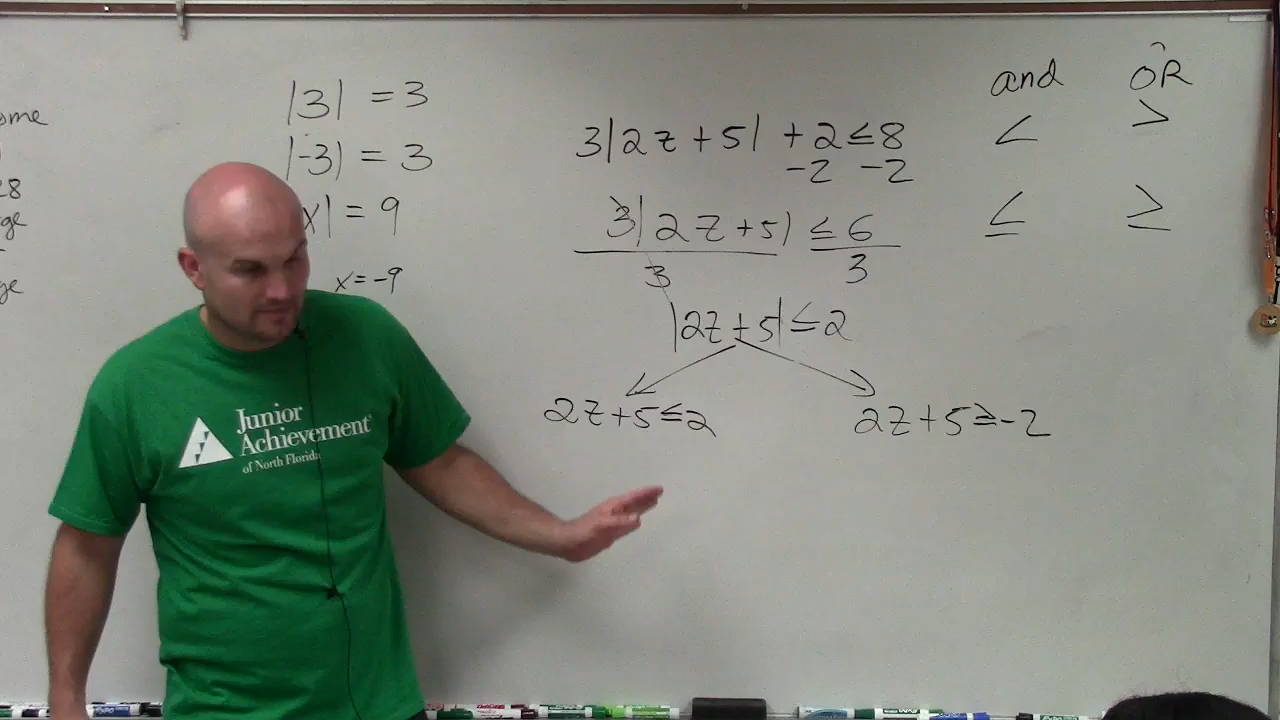 28
|3| = 3
|-3| = 3
x| = 9
x = -9
3|2z + 5| + 2 ≤ 8
-2 -2
3|2z + 5| ≤ 6
3 3
|2z + 5| ≤ 2
2z + 5 ≤ 2 2z + 5 ≥ -2
and OR
< >
≤ ≥
Junior
Achievement
of North Florida